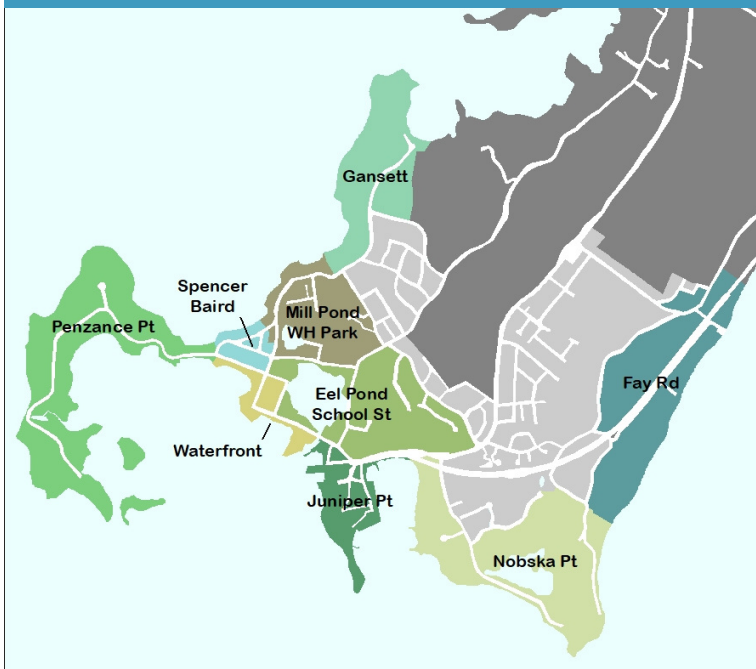 Gansett
Spencer
Baird
Mill Pond
WH Park
Penzance Pt
Fay Rd
Eel Pond
School St
Waterfront
Juniper Pt
Nobska Pt